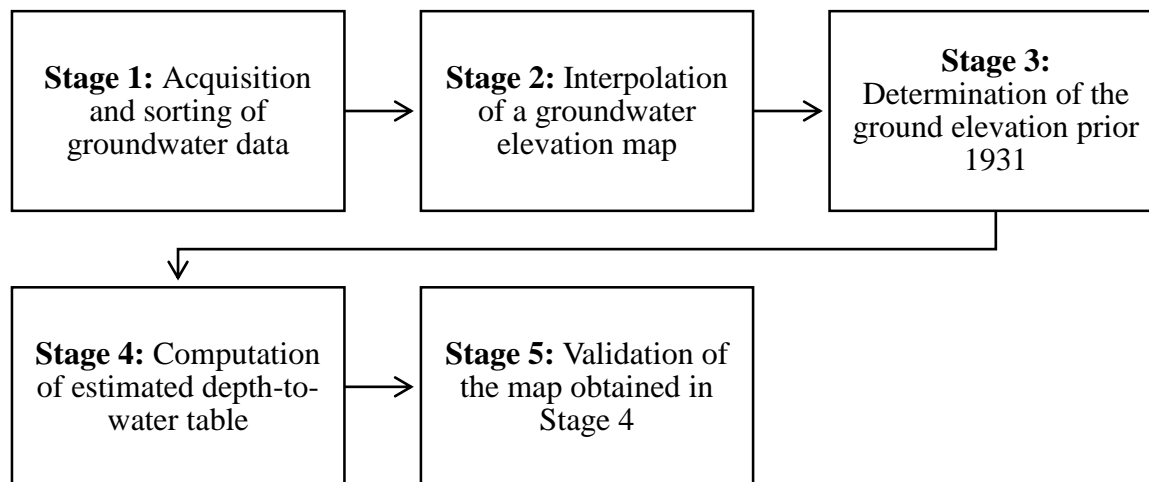 Stage 1: Acquisition
and sorting of
groundwater data
Stage 2: Interpolation
of a groundwater
elevation map
Stage 3:
Determination of the
ground elevation prior
1931
Stage 4: Computation
of estimated depth-to-
water table
Stage 5: Validation of
the map obtained in
Stage 4